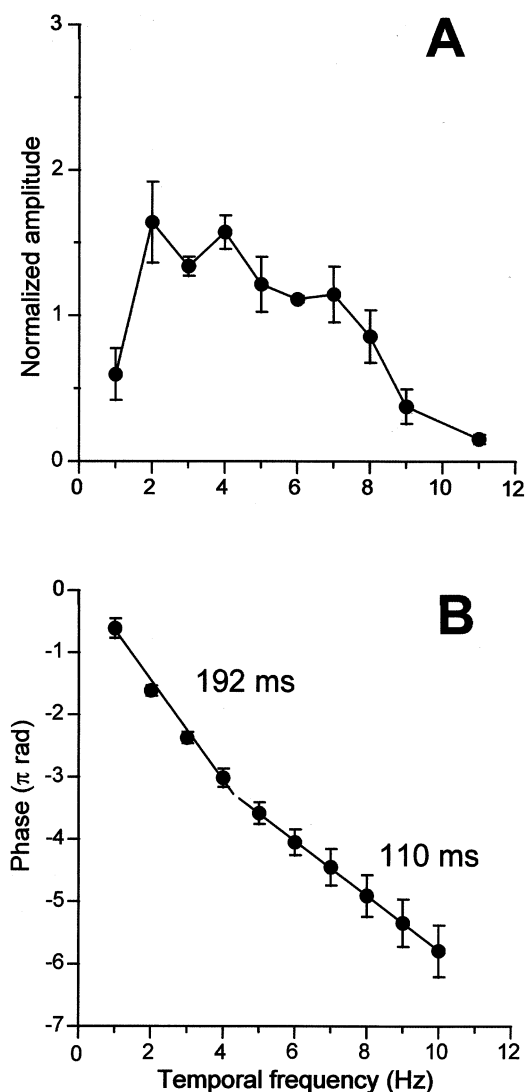 A
3
2
1
0
Normalized amplitude
0 2 4 6 8 10 12
B
0
-1
-2
-3
-4
-5
-6
-7
Phase (π rad)
192 ms
110 ms
0 2 4 6 8 10 12
Temporal frequency (Hz)